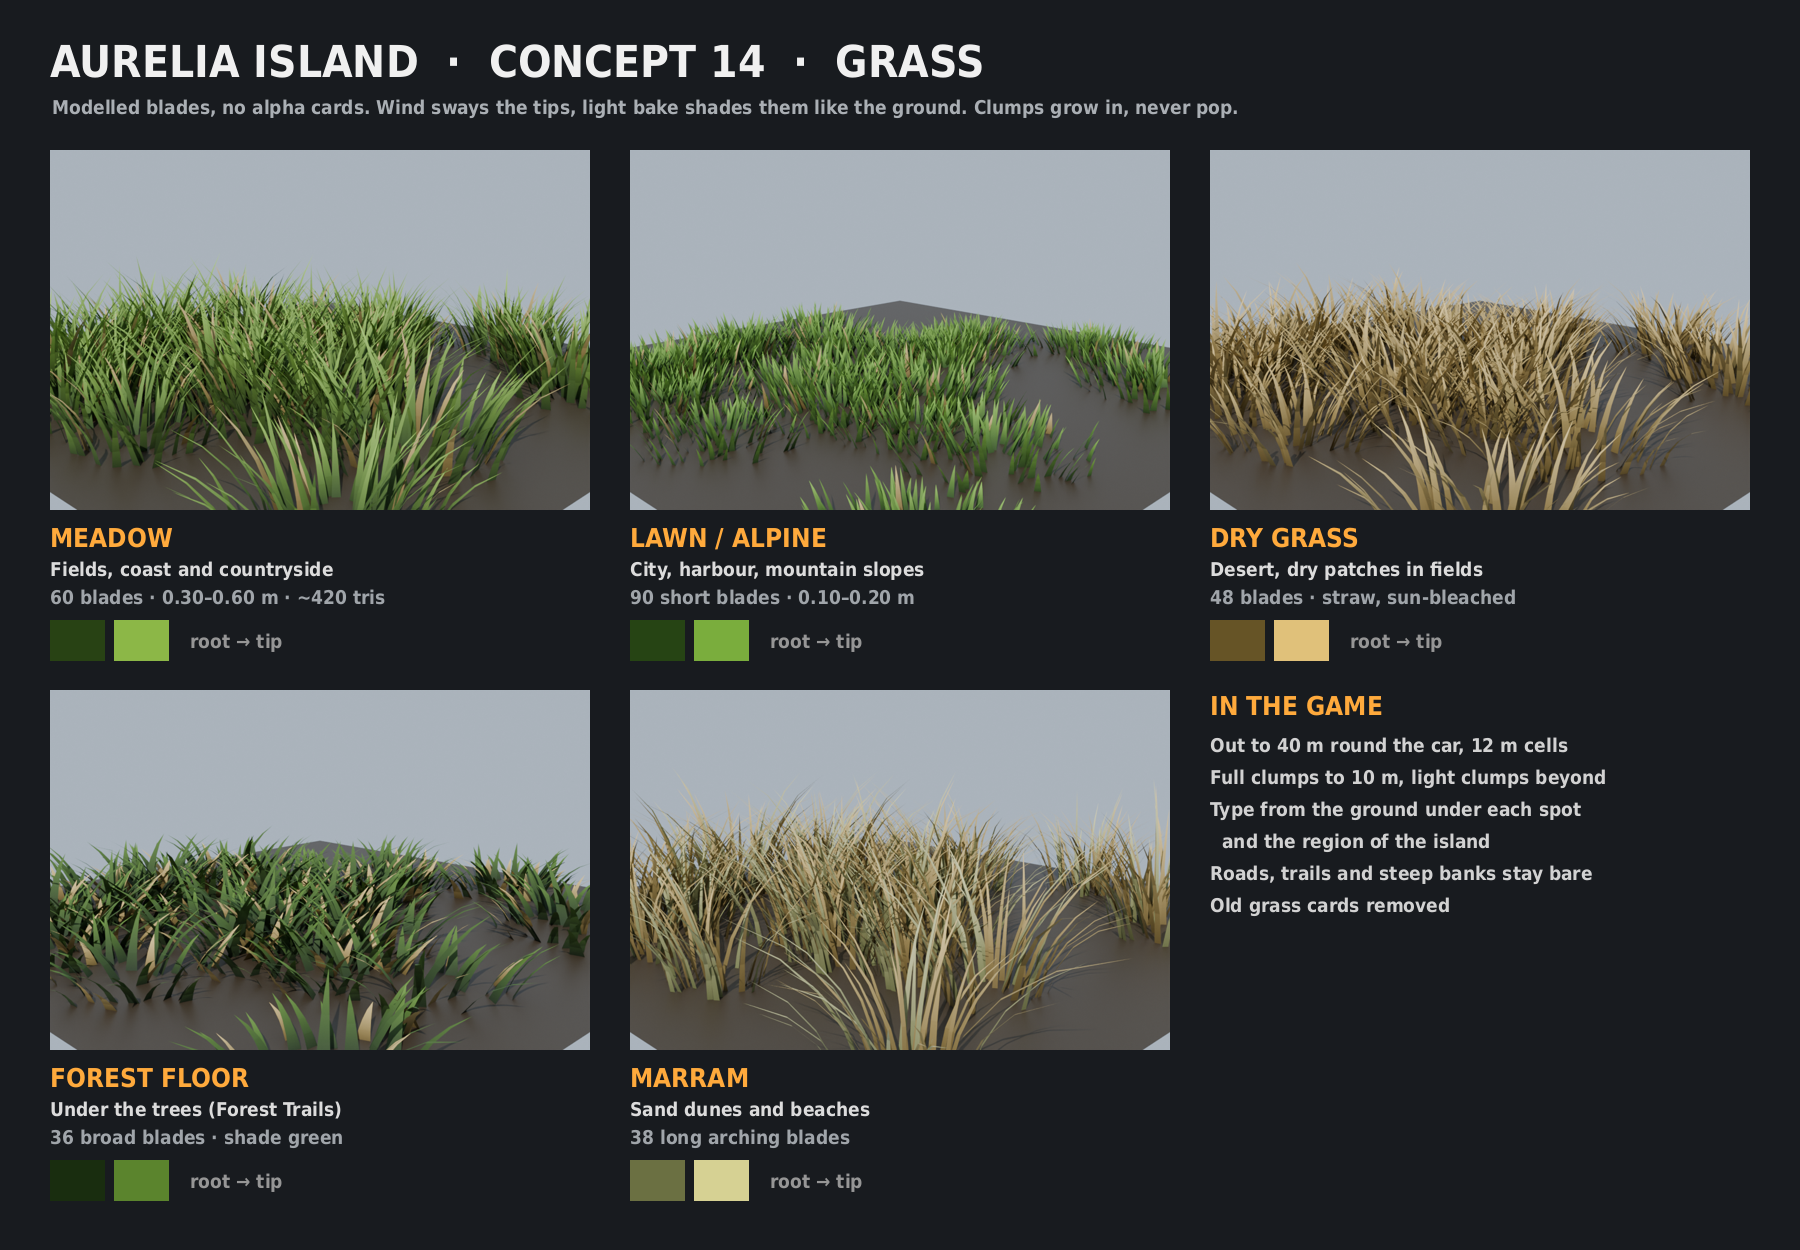 AURELIA ISLAND · CONCEPT 14 · GRASS
Modelled blades, no alpha cards. Wind sways the tips, light bake shades them like the ground. Clumps grow in, never pop.
MEADOW
Fields, coast and countryside
60 blades · 0.30–0.60 m · ~420 tris
root → tip
LAWN / ALPINE
City, harbour, mountain slopes
90 short blades · 0.10–0.20 m
root → tip
DRY GRASS
Desert, dry patches in fields
48 blades · straw, sun-bleached
root → tip
FOREST FLOOR
Under the trees (Forest Trails)
36 broad blades · shade green
root → tip
MARRAM
Sand dunes and beaches
38 long arching blades
root → tip
IN THE GAME
Out to 40 m round the car, 12 m cells
Full clumps to 10 m, light clumps beyond
Type from the ground under each spot
and the region of the island
Roads, trails and steep banks stay bare
Old grass cards removed